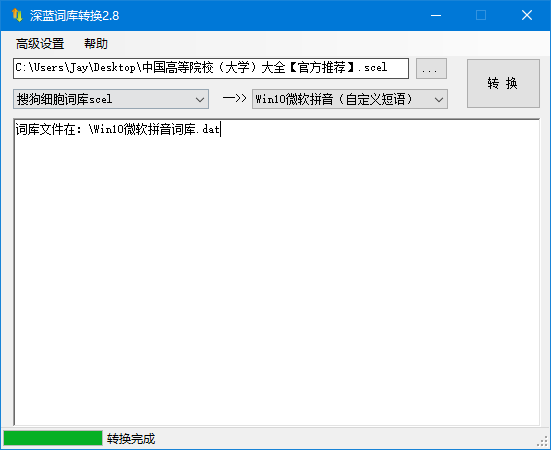 深蓝词库转换2.8
高级设置 帮助
C:\Users\Jay\Desktop\中国高等院校（大学）大全【官方推荐】.scel ...
转 换
搜狗细胞词库scel —>> Win10微软拼音（自定义短语）
词库文件在：\Win10微软拼音词库.dat
转换完成